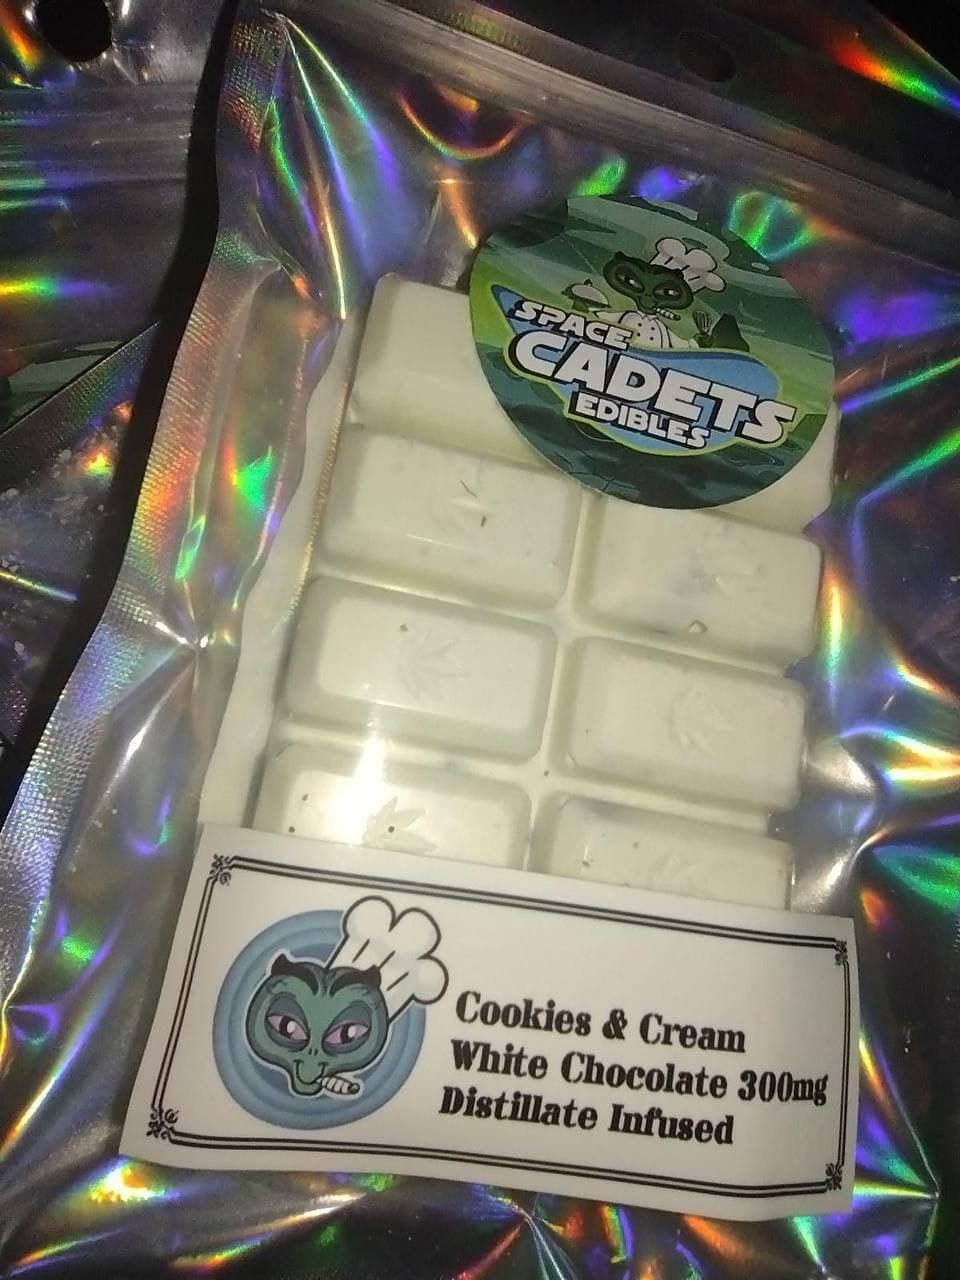 SPACE
CADETS
EDIBLES
Cookies & Cream
White Chocolate 300mg
Distillate Infused